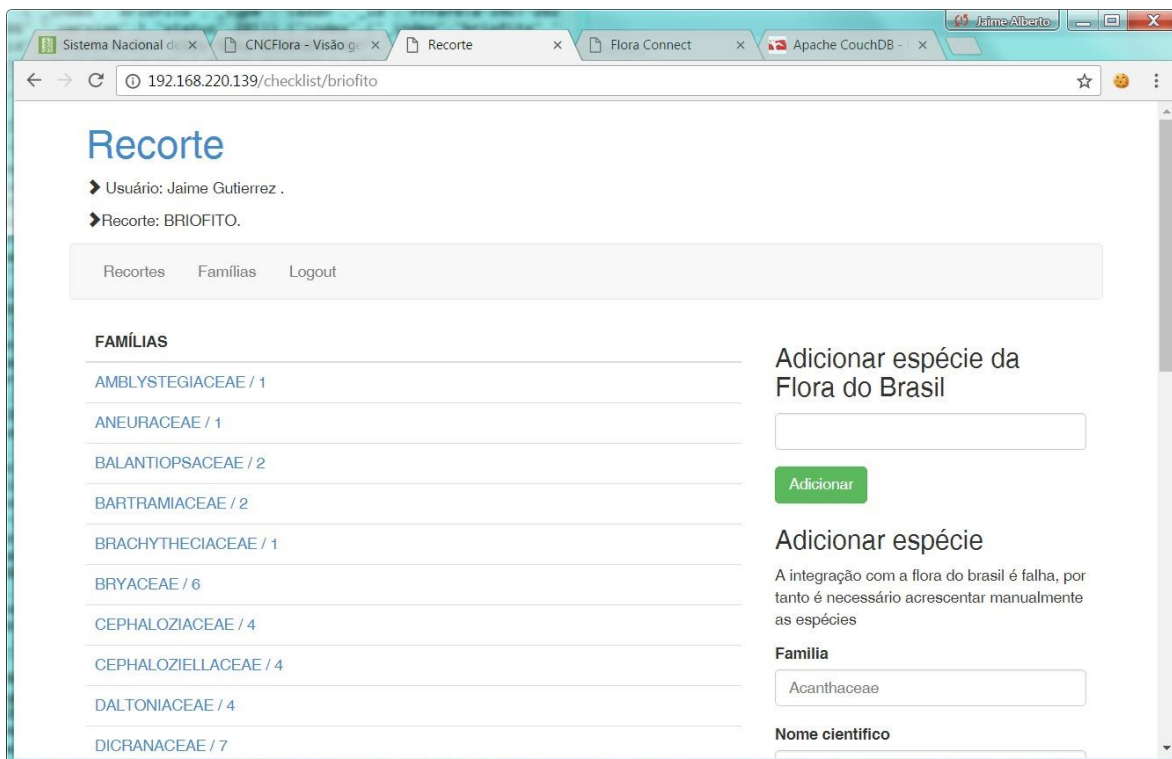 Jaime Alberto
Sistema Nacional d
CNCFlora - Visão ge
Recorte
Flora Connect
Apache CouchDB -
192.168.220.139/checklist/briofito
Recorte
Usuário: Jaime Gutierrez .
Recorte: BRIOFITO.
Recortes Famílias Logout
FAMÍLIAS
AMBLYSTEGIACEAE / 1
ANEURACEAE / 1
BALANTIOPSACEAE / 2
BARTRAMIACEAE / 2
BRACHYTHECIACEAE / 1
BRYACEAE / 6
CEPHALOZIACEAE / 4
CEPHALOZIELLACEAE / 4
DALTONIACEAE / 4
DICRANACEAE / 7
Adicionar espécie da
Flora do Brasil
Adicionar
Adicionar espécie
A integração com a flora do brasil é falha, por
tanto é necessário acrescentar manualmente
as espécies
Familia
Acanthaceae
Nome cientifico